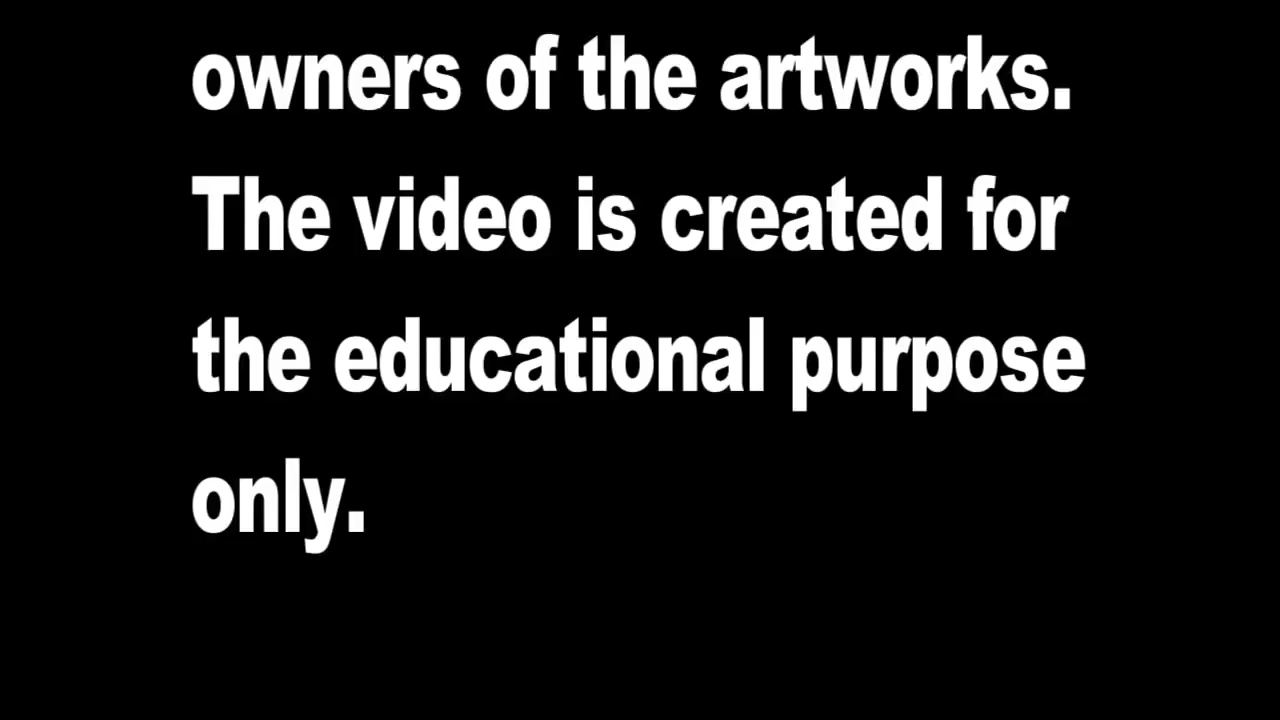 owners of the artworks.
The video is created for
the educational purpose
only.